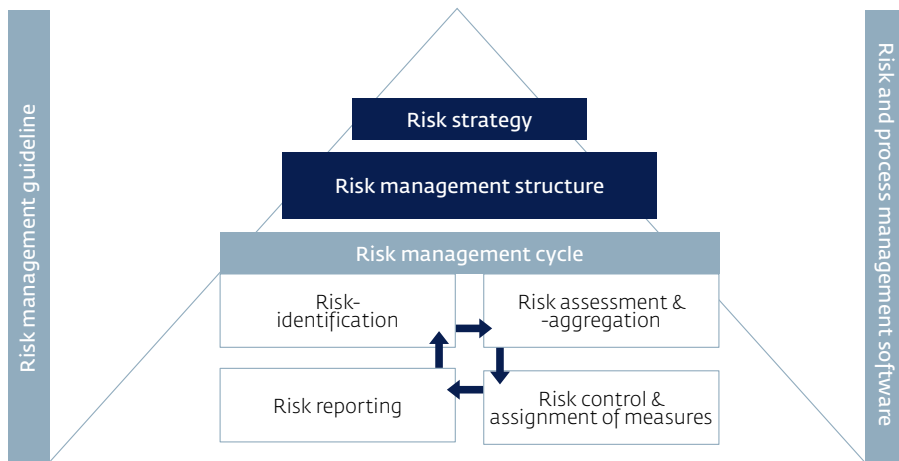 Risk management guideline
Risk strategy
Risk management structure
Risk management cycle
Risk-
identification
Risk assessment &
-aggregation
Risk reporting
Risk control &
assignment of measures
Risk and process management software